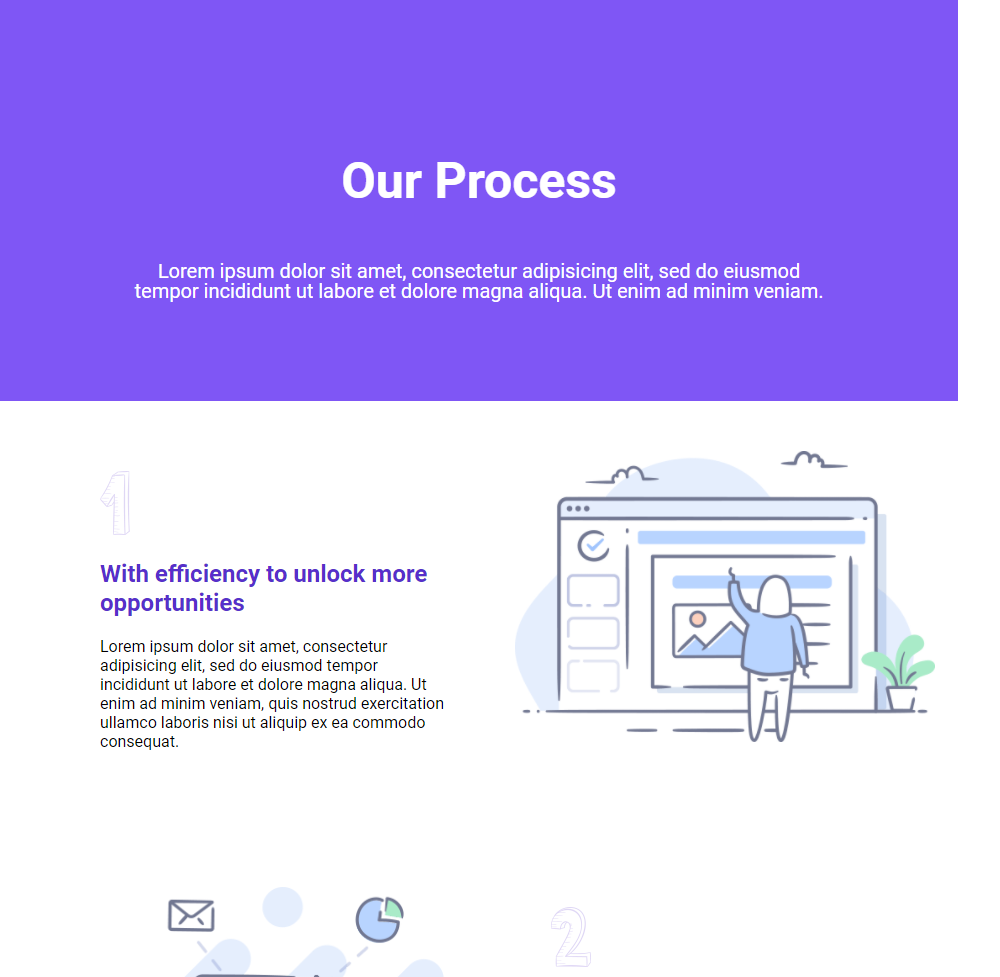 Our Process
Lorem ipsum dolor sit amet, consectetur adipisicing elit, sed do eiusmod
tempor incididunt ut labore et dolore magna aliqua. Ut enim ad minim veniam.
1
With efficiency to unlock more
opportunities
Lorem ipsum dolor sit amet, consectetur
adipisicing elit, sed do eiusmod tempor
incididunt ut labore et dolore magna aliqua. Ut
enim ad minim veniam, quis nostrud exercitation
ullamco laboris nisi ut aliquip ex ea commodo
consequat.
2